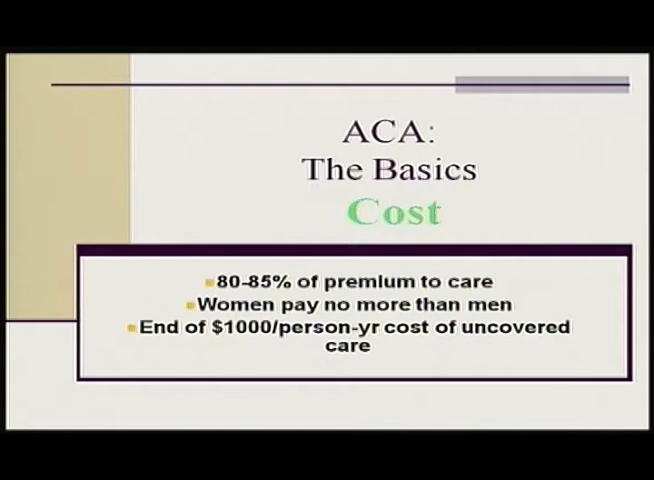 ACA:
The Basics
Cost
80-85% of premium to care
Women pay no more than men
End of $1000/person-yr cost of uncovered
care